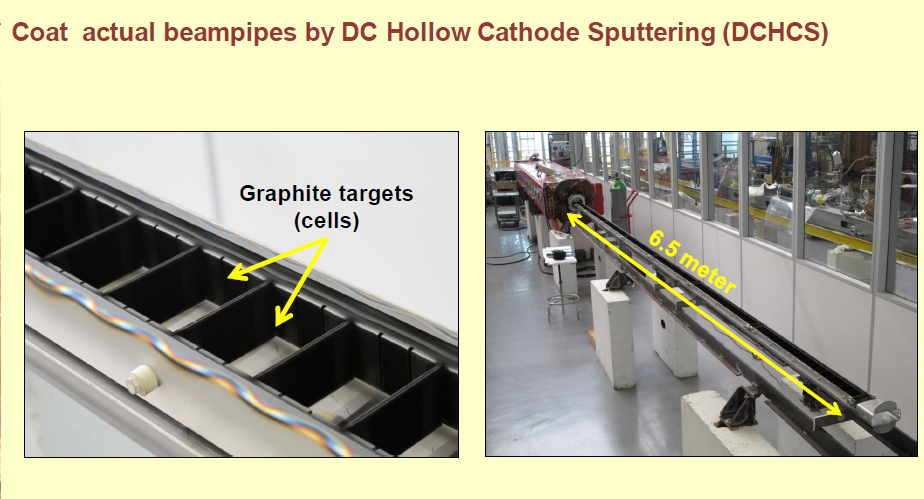 Coat actual beampipes by DC Hollow Cathode Sputtering (DCHCS)
Graphite targets
(cells)
6.5 meter